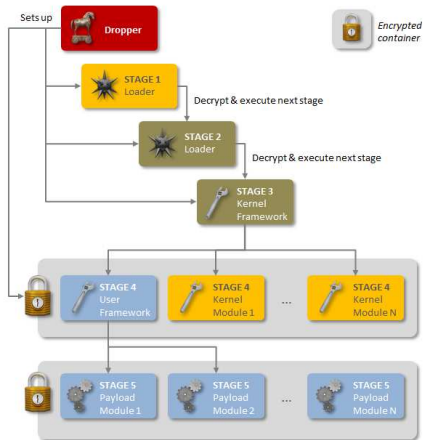 Sets up
Dropper
Encrypted
container
STAGE 1
Loader
Decrypt & execute next stage
STAGE 2
Loader
Decrypt & execute next stage
STAGE 3
Kernel
Framework
STAGE 4
User
Framework
STAGE 4
Kernel
Module 1
...
STAGE 4
Kernel
Module N
STAGE 5
Payload
Module 1
STAGE 5
Payload
Module 2
...
STAGE 5
Payload
Module N